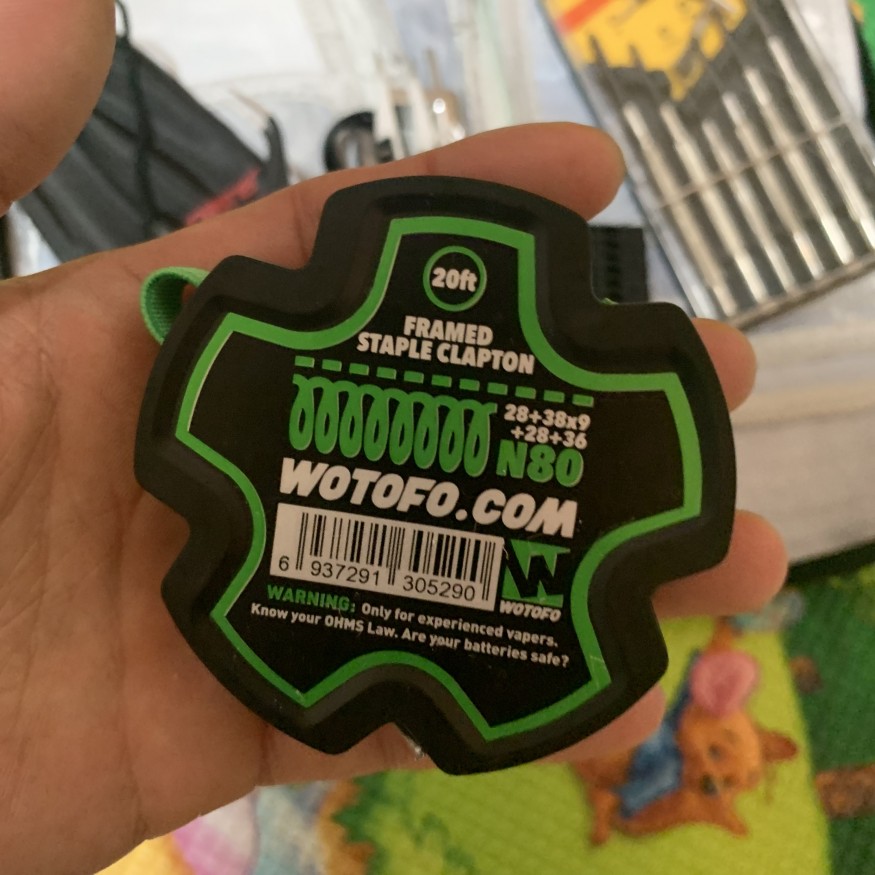 20ft
FRAMED
STAPLE CLAPTON
28+38x9
+28+36
N80
WOTOFO.COM
6 937291 305290
W
WOTOFO
WARNING: Only for experienced vapers.
Know your OHMS Law. Are your batteries safe?